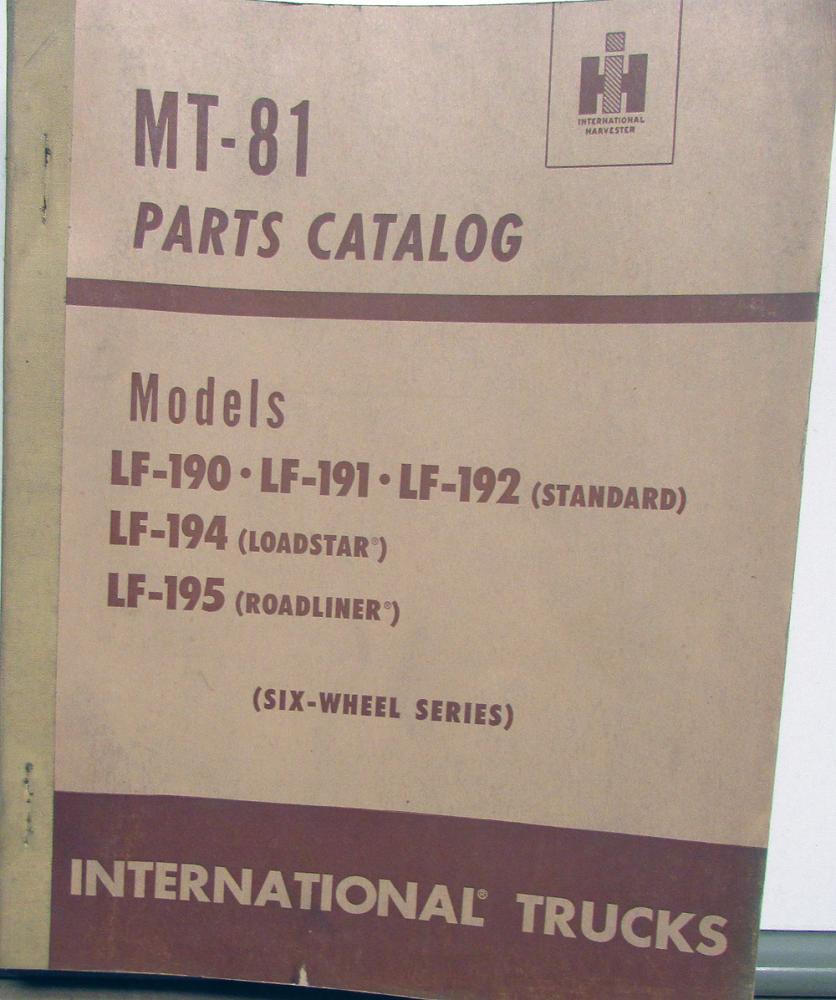 IH
INTERNATIONAL
HARVESTER
MT-81
PARTS CATALOG
Models
LF-190 • LF-191 • LF-192 (STANDARD)
LF-194 (LOADSTAR®)
LF-195 (ROADLINER®)
(SIX-WHEEL SERIES)
INTERNATIONAL® TRUCKS